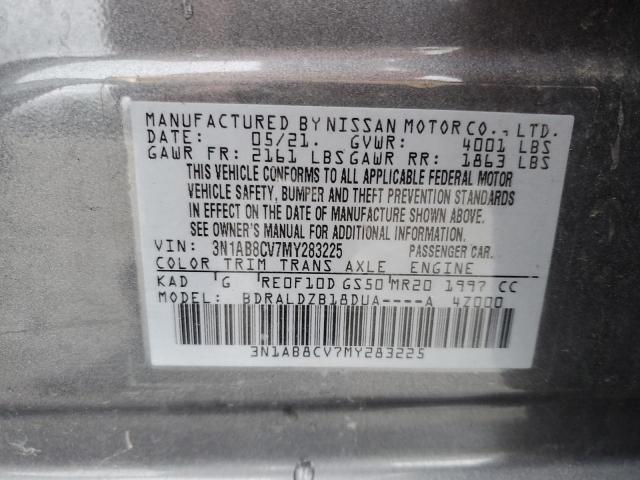 MANUFACTURED BY NISSAN MOTOR CO., LTD.
DATE: 05/21. GVWR: 4001 LBS
GAWR FR: 2161 LBS GAWR RR: 1863 LBS
THIS VEHICLE CONFORMS TO ALL APPLICABLE FEDERAL MOTOR
VEHICLE SAFETY, BUMPER AND THEFT PREVENTION STANDARDS
IN EFFECT ON THE DATE OF MANUFACTURE SHOWN ABOVE.
SEE OWNER'S MANUAL FOR ADDITIONAL INFORMATION.
VIN: 3N1AB8CV7MY283225 PASSENGER CAR.
COLOR TRIM TRANS AXLE ENGINE
KAD G RE0F10D GS50 MR20 1997 CC
MODEL: BDRALDZB18DUA----A 4Z000
3N1AB8CV7MY283225